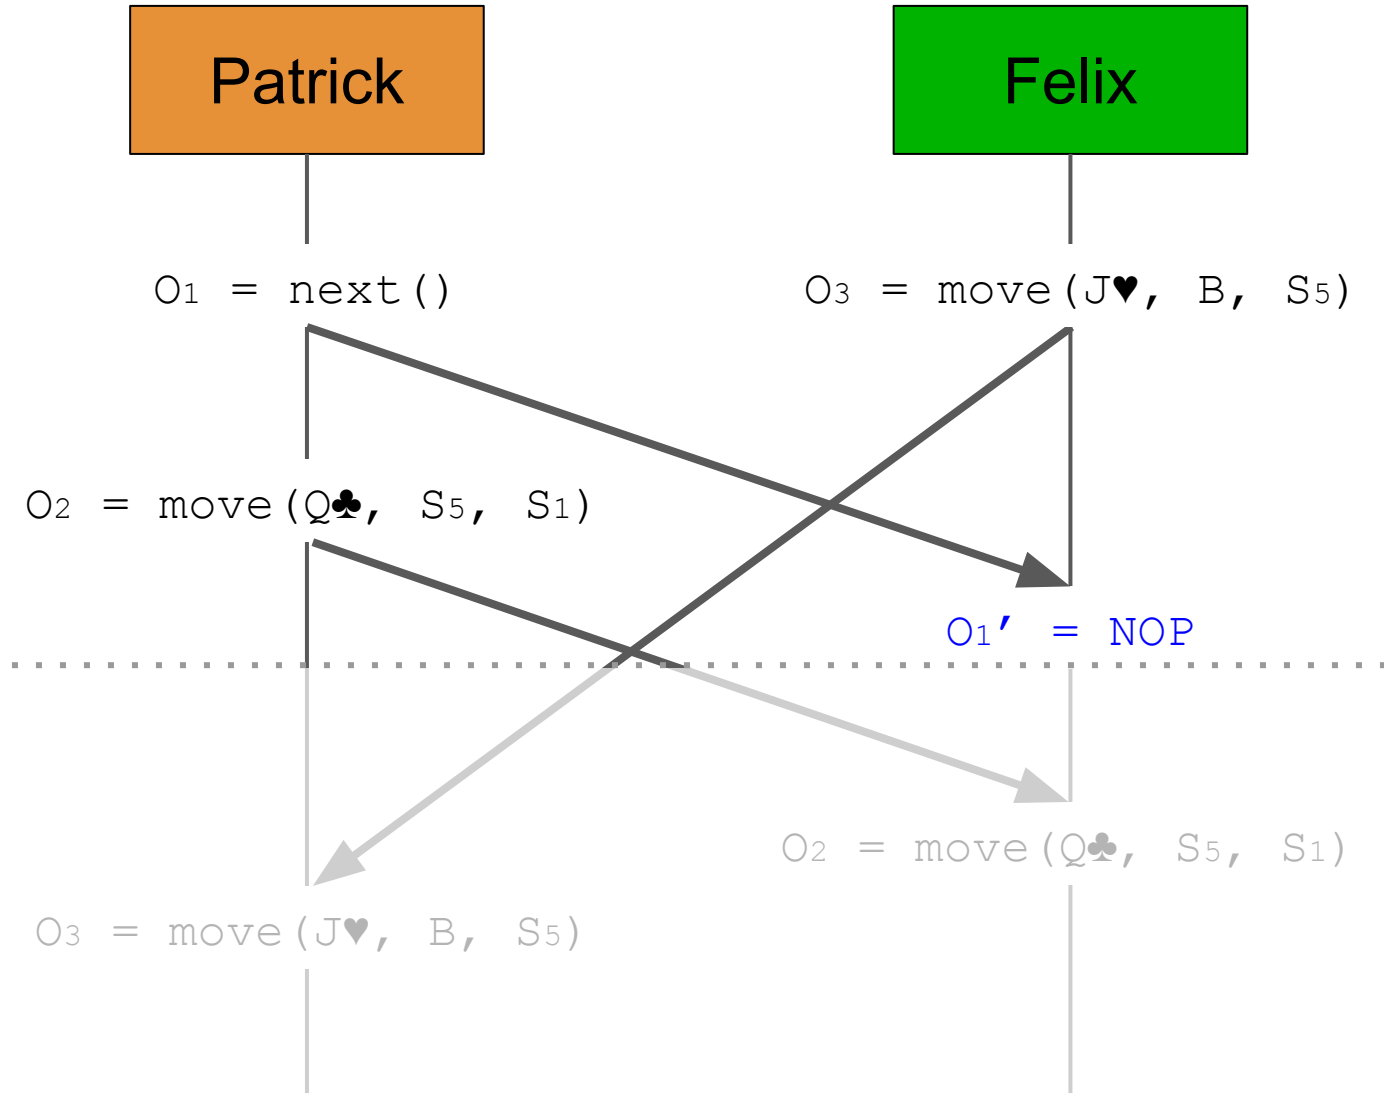 Patrick
Felix
O1 = next()
O3 = move(J♥, B, S5)
O2 = move(Q♣, S5, S1)
O1′ = NOP
O2 = move(Q♣, S5, S1)
O3 = move(J♥, B, S5)